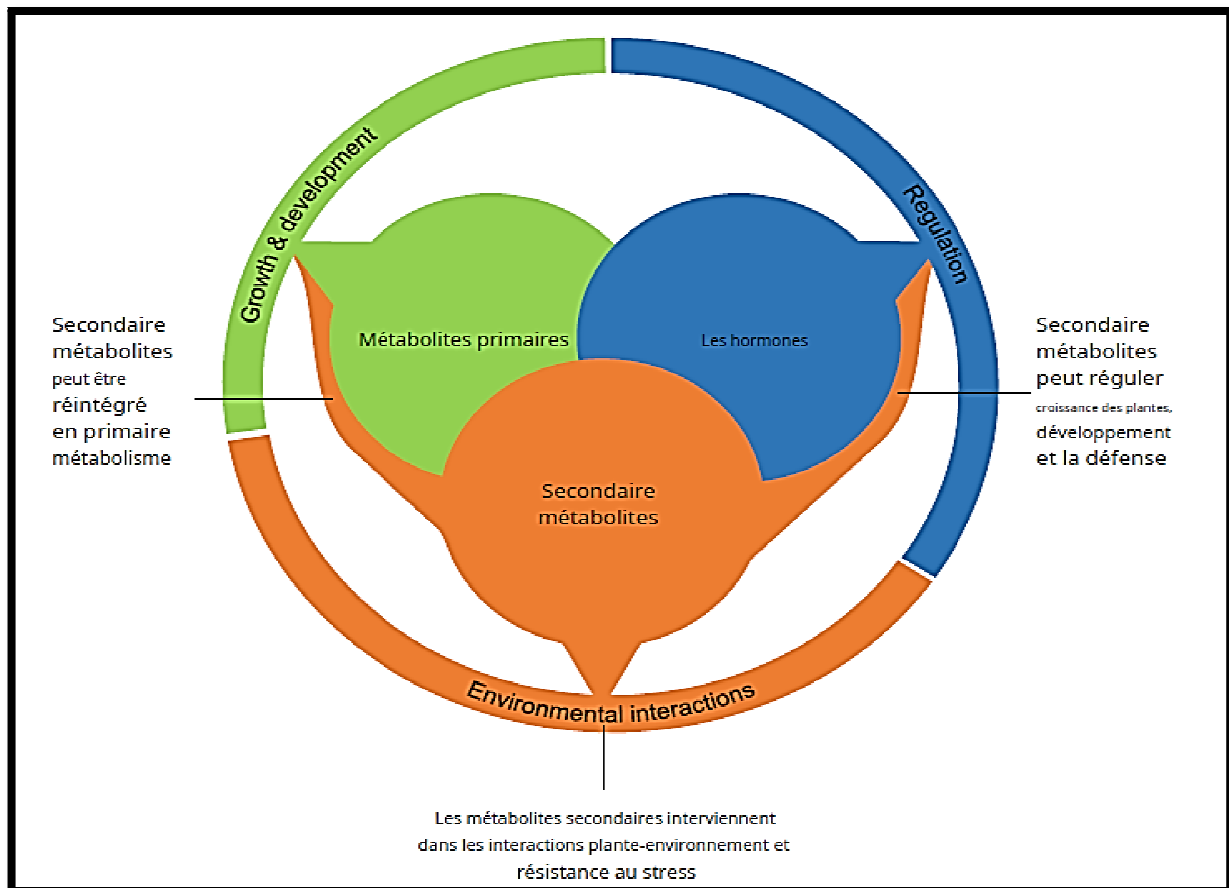 Growth & development
Regulation
Métabolites primaires
Les hormones
Secondaire
métabolites
peut être
réintégré
en primaire
métabolisme
Secondaire
métabolites
peut réguler
croissance des plantes,
développement
et la défense
Secondaire
métabolites
Environmental interactions
Les métabolites secondaires interviennent
dans les interactions plante-environnement et
résistance au stress